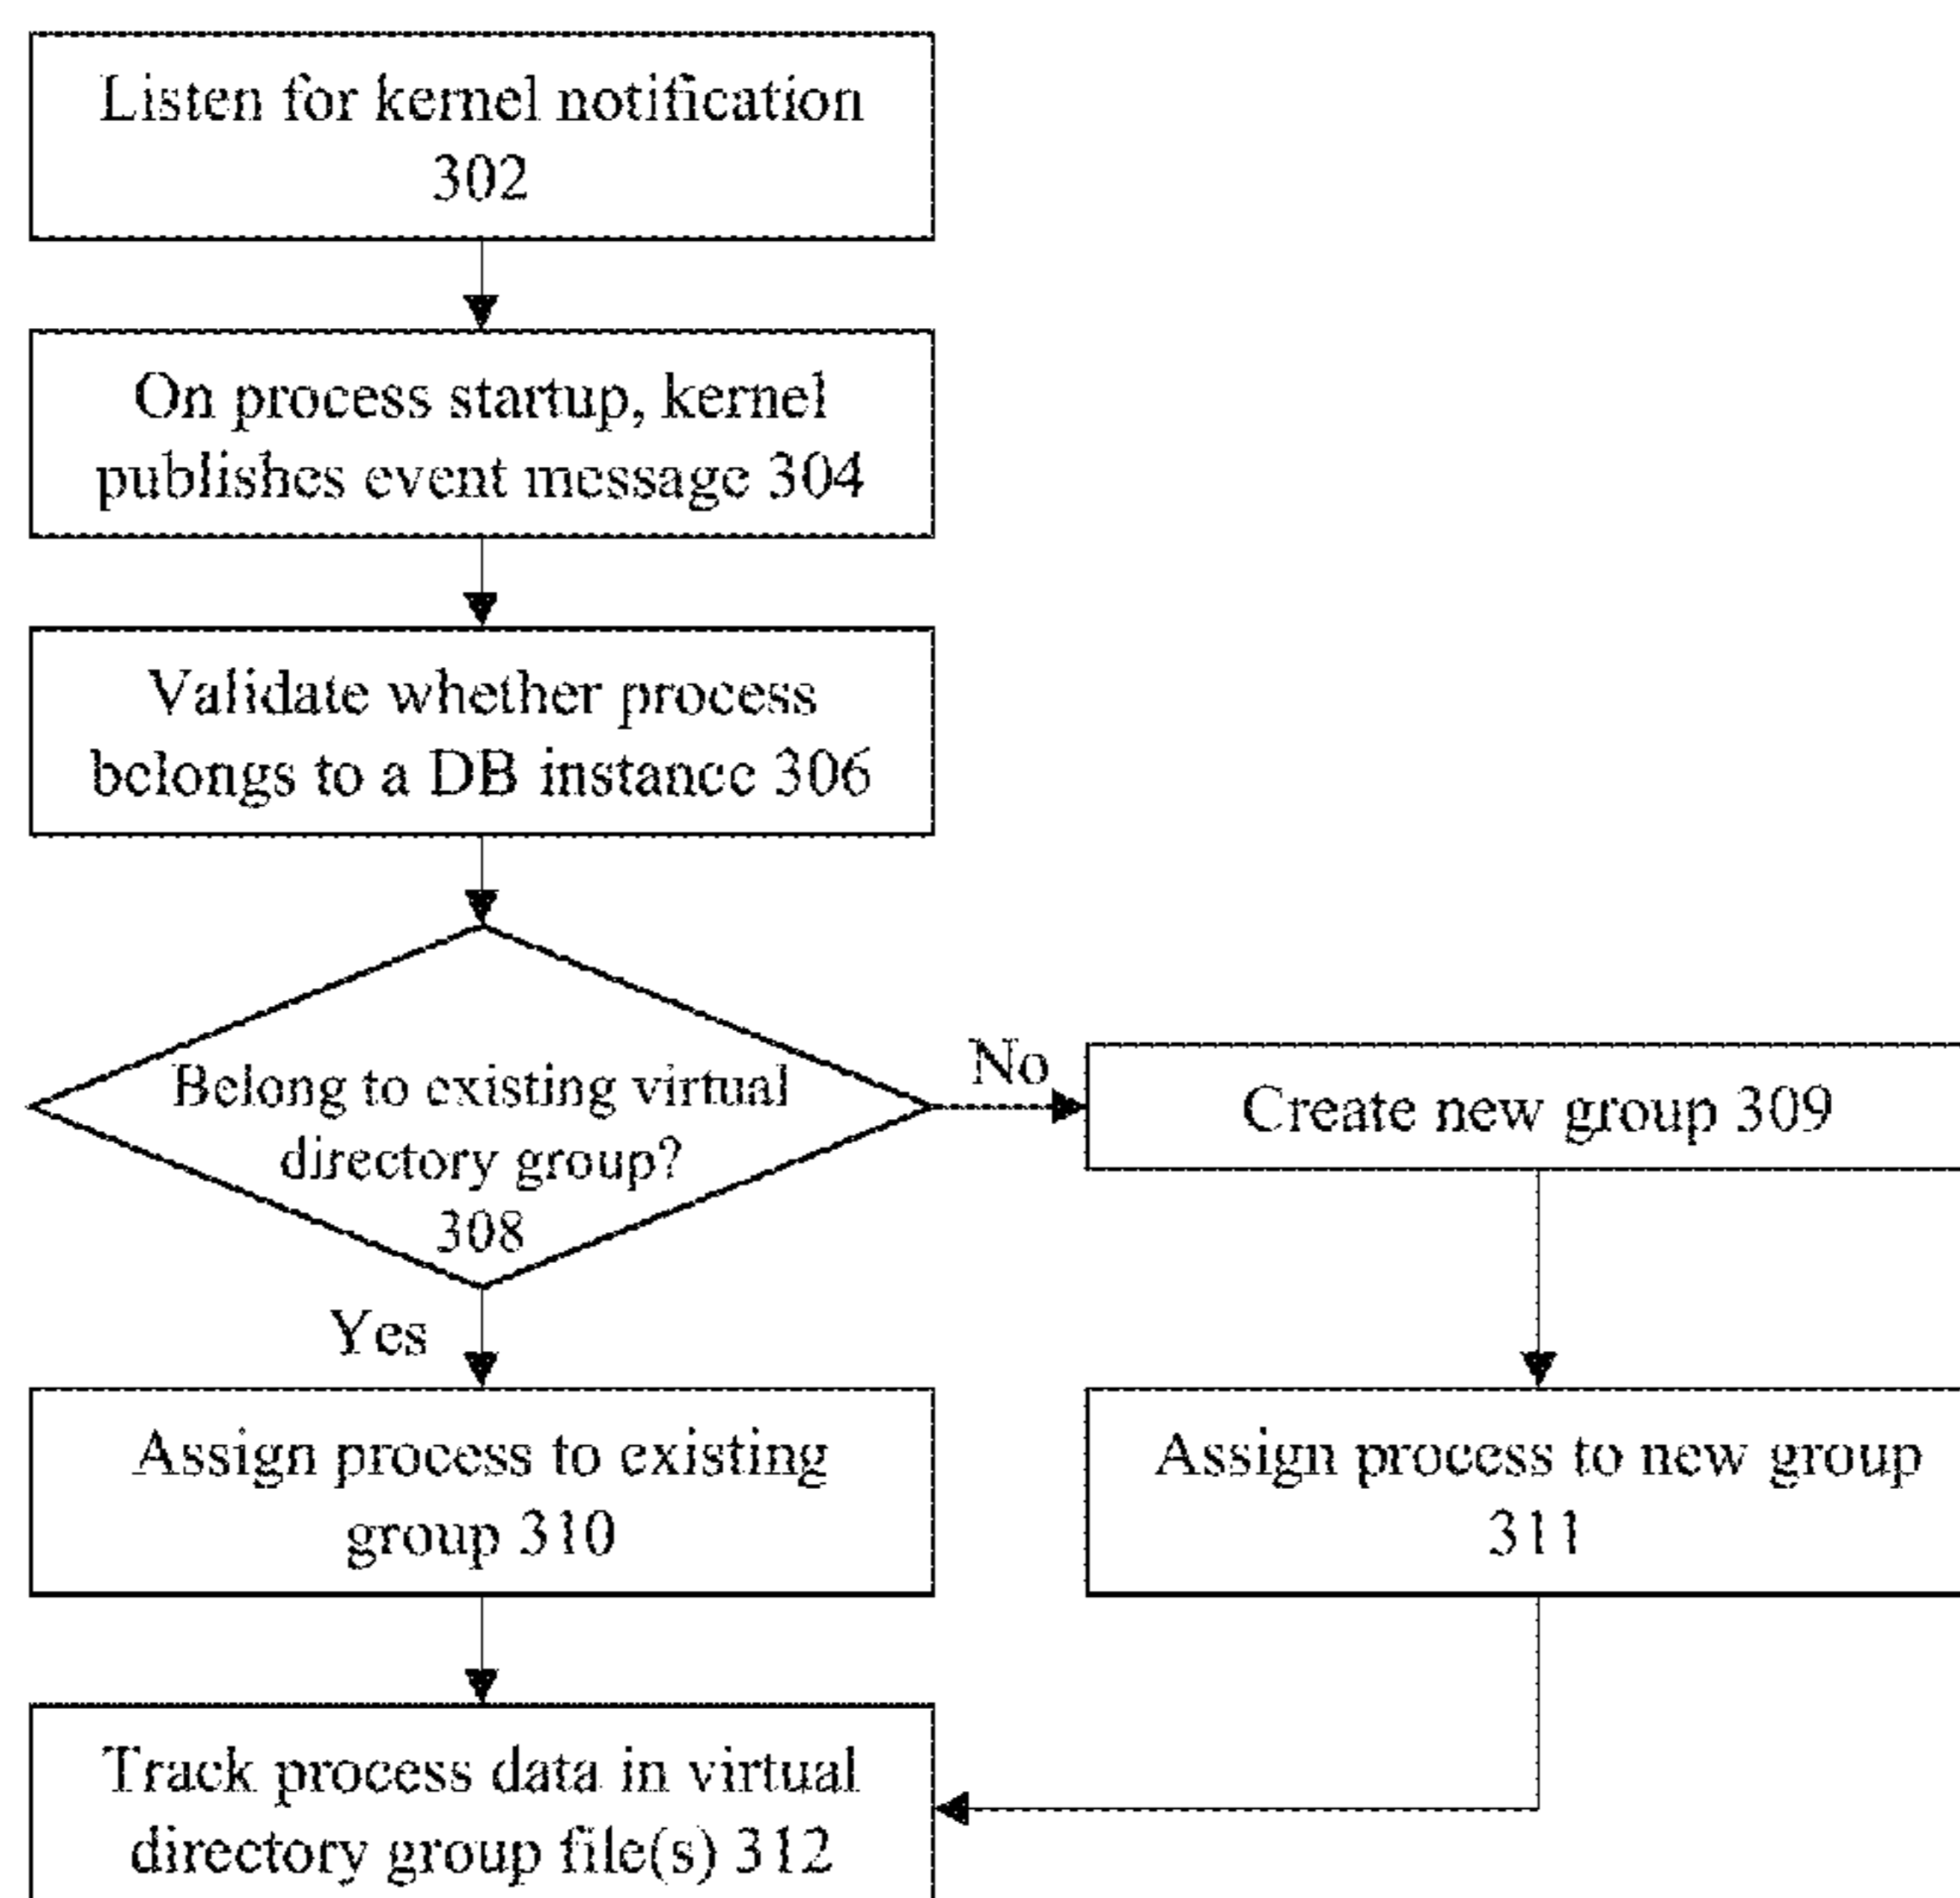 Listen for kernel notification
302
On process startup, kernel
publishes event message 304
Validate whether process
belongs to a DB instance 306
Belong to existing virtual
directory group?
308
No
Create new group 309
Yes
Assign process to existing
group 310
Assign process to new group
311
Track process data in virtual
directory group file(s) 312